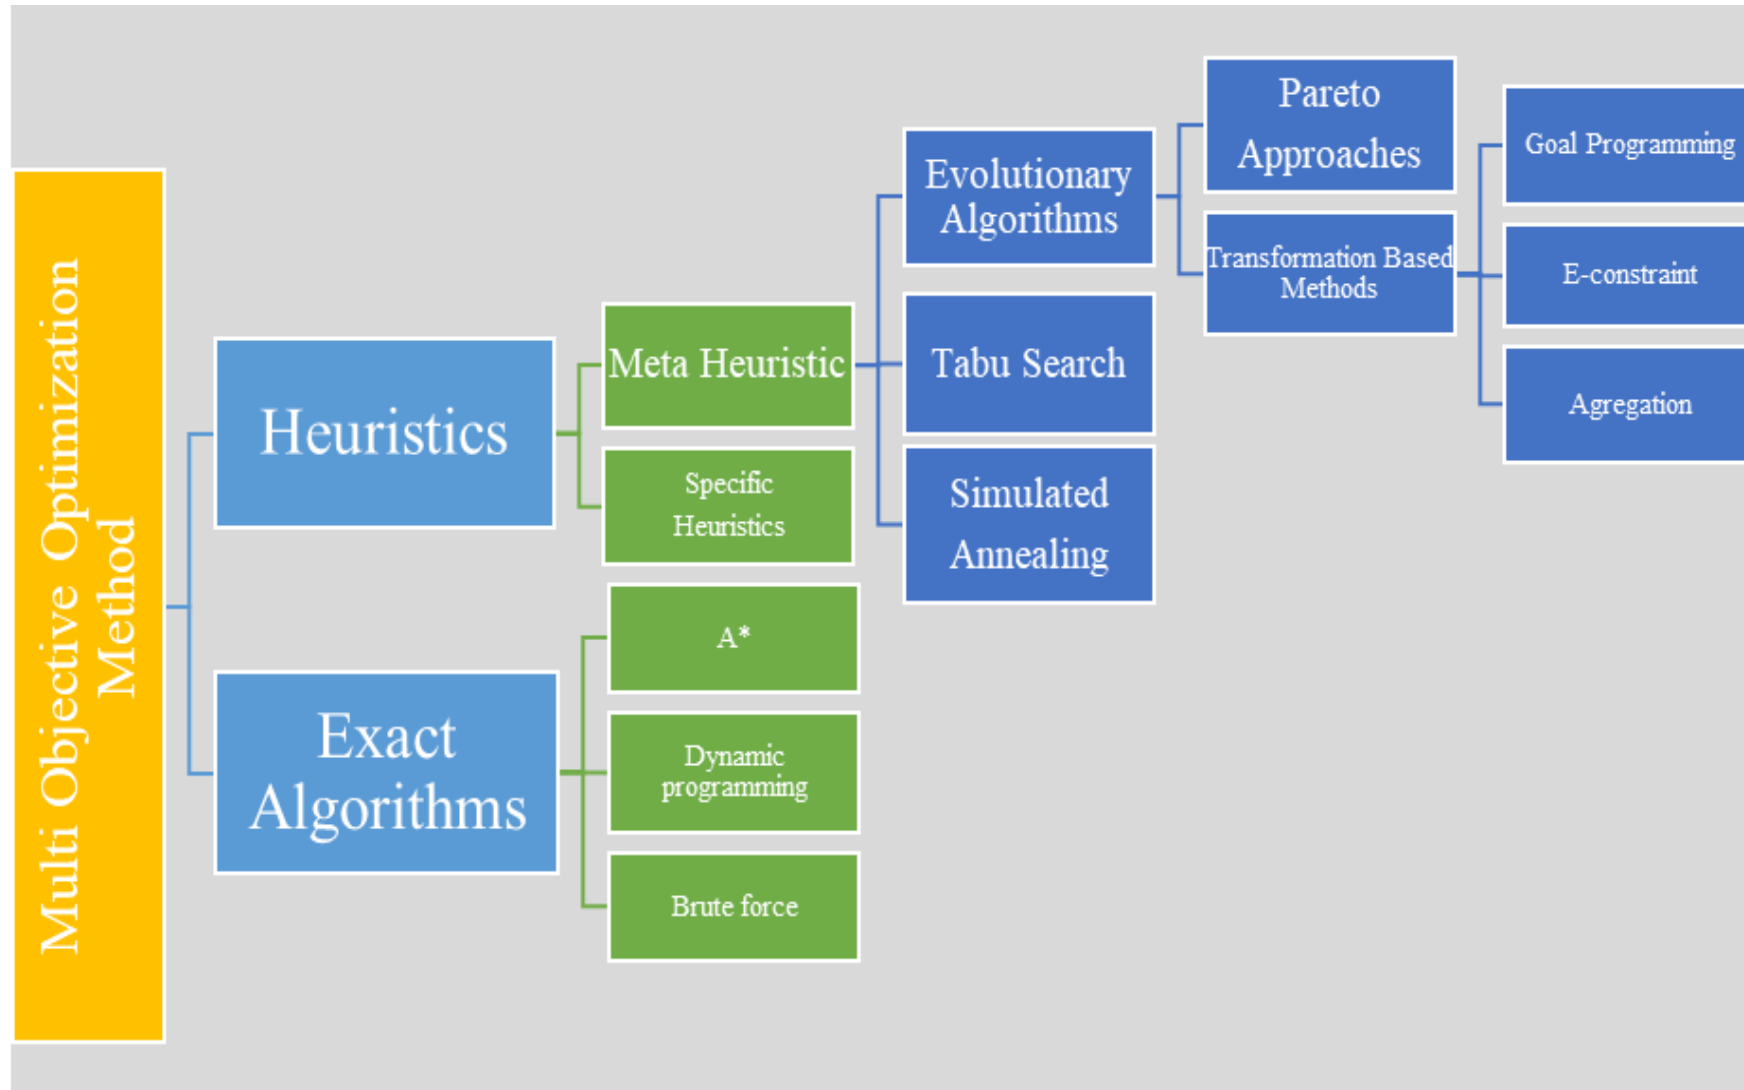 Multi Objective Optimization
Method
Heuristics
Exact
Algorithms
Meta Heuristic
Specific
Heuristics
A*
Dynamic
programming
Brute force
Evolutionary
Algorithms
Tabu Search
Simulated
Annealing
Pareto
Approaches
Transformation Based
Methods
Goal Programming
E-constraint
Agregation